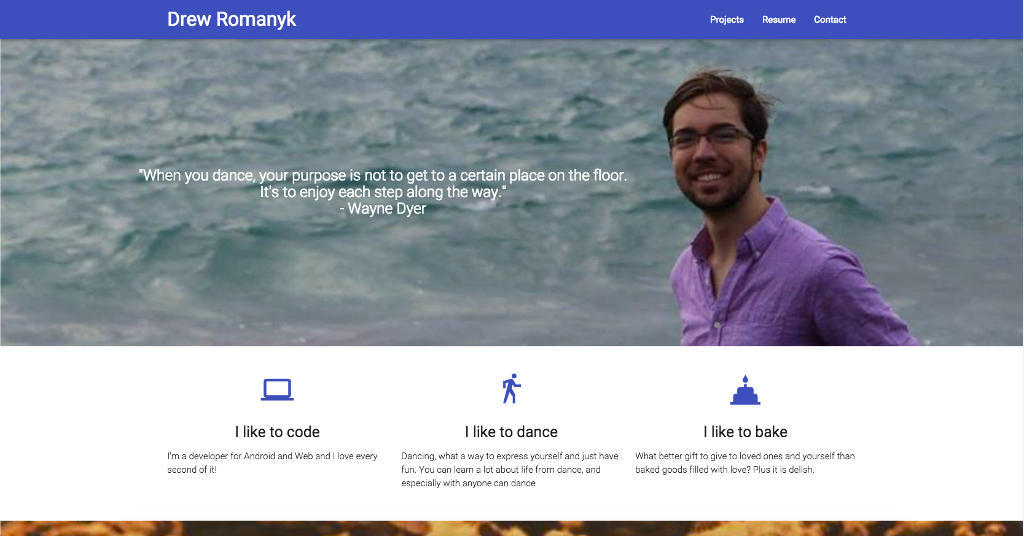 Drew Romanyk
Projects Resume Contact
"When you dance, your purpose is not to get to a certain place on the floor.
It's to enjoy each step along the way."
- Wayne Dyer
I like to code
I'm a developer for Android and Web and I love every
second of it!
I like to dance
Dancing, what a way to express yourself and just have
fun. You can learn a lot about life from dance, and
especially with anyone can dance
I like to bake
What better gift to give to loved ones and yourself than
baked goods filled with love? Plus it is delish.